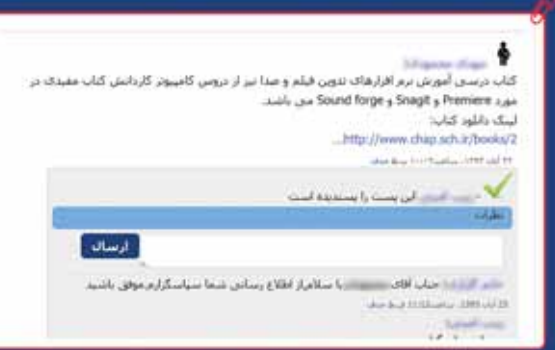 کتاب درسی آموزش نرم افزارهای تدوین فیلم و صدا نیز از دروس کامپیوتر کاردانش کتاب مفیدی در
مورد Premiere و Snagit و Sound forge می باشد.
لینک دانلود کتاب:
http://www.chap.sch.ir/books/2...
این پست را پسندیده است
نظرات
ارسال
جناب آقای با سلام،از اطلاع رسانی شما سپاسگزارم.موفق باشید